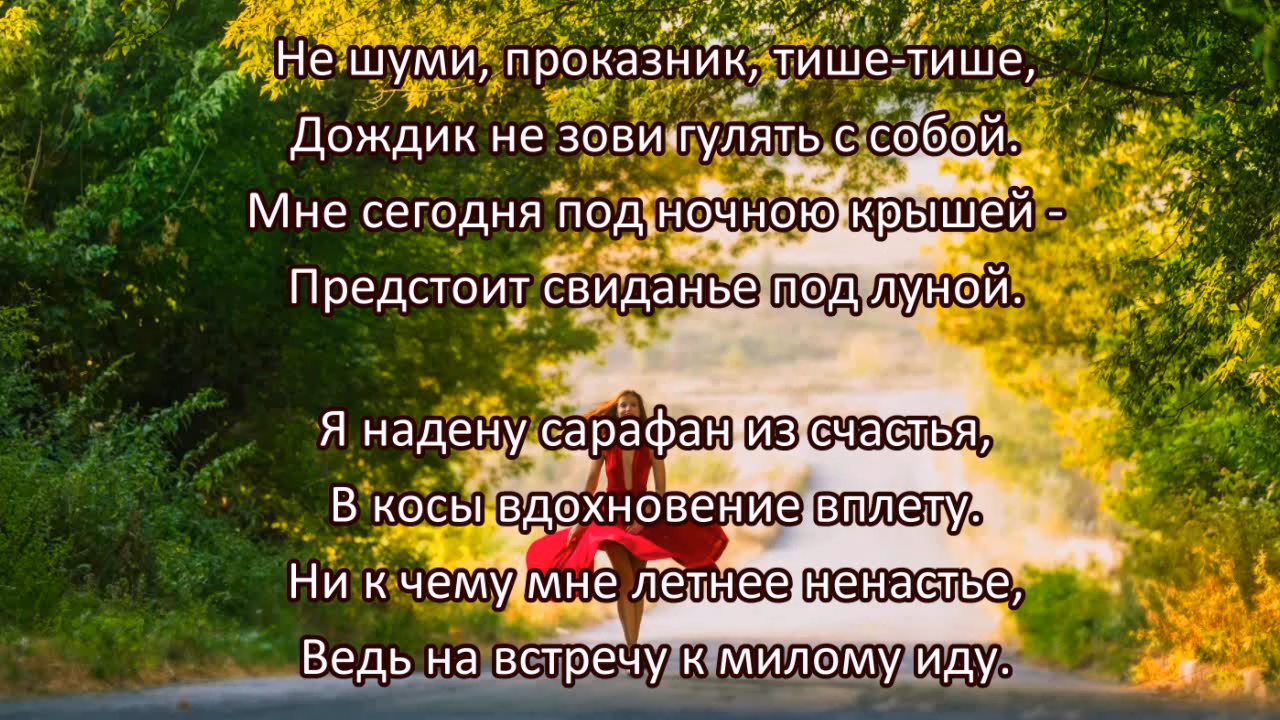 Не шуми, проказник, тише-тише,
Дождик не зови гулять с собой.
Мне сегодня под ночною крышей -
Предстоит свиданье под луной.
Я надену сарафан из счастья,
В косы вдохновение вплету.
Ни к чему мне летнее ненастье,
Ведь на встречу к милому иду.